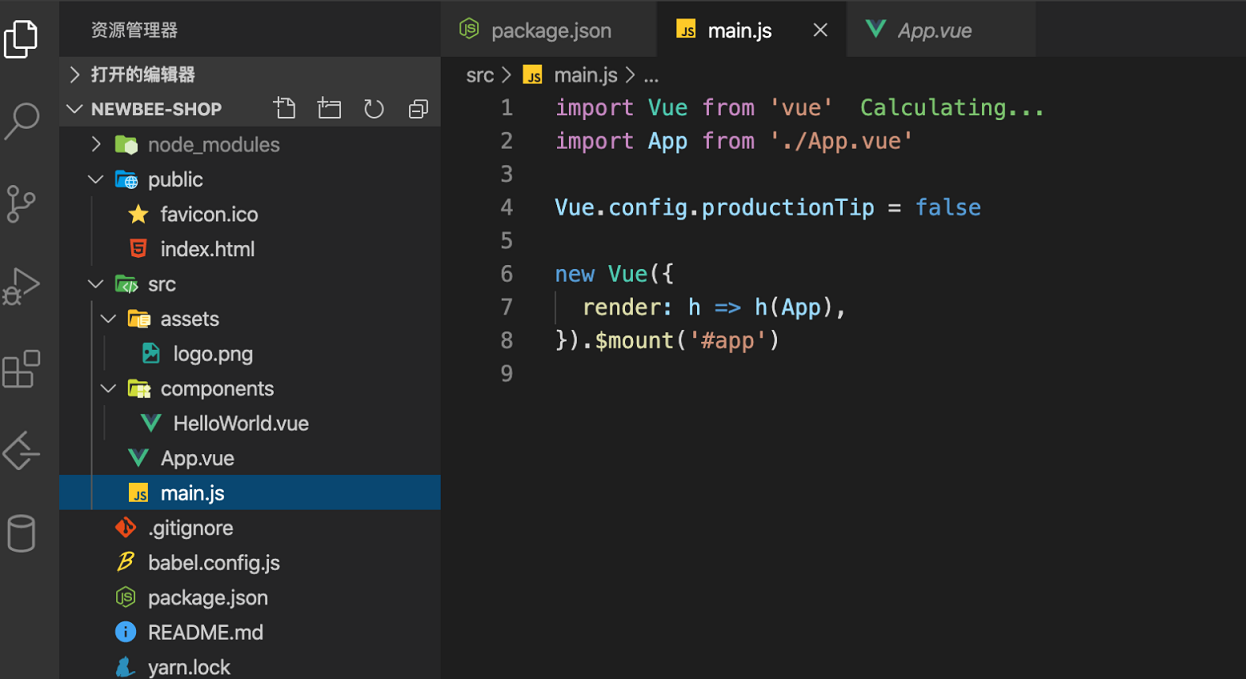 资源管理器
打开的编辑器
NEWBEE-SHOP
node_modules
public
favicon.ico
index.html
src
assets
logo.png
components
HelloWorld.vue
App.vue
main.js
.gitignore
babel.config.js
package.json
README.md
yarn.lock
package.json
main.js
App.vue
src > JS main.js > ...
1 import Vue from 'vue' Calculating...
2 import App from './App.vue'
3
4 Vue.config.productionTip = false
5
6 new Vue({
7 render: h => h(App),
8 }).$mount('#app')
9